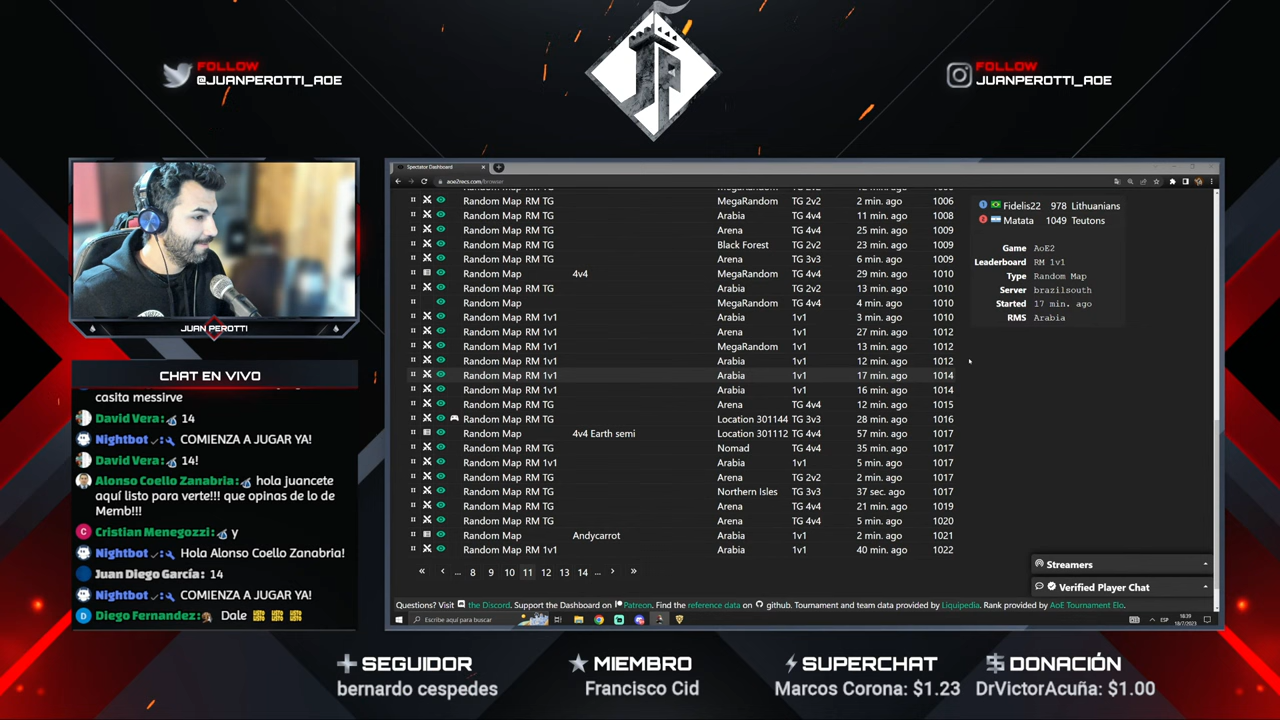 FOLLOW
@JUANPEROTTI_AOE
JP
FOLLOW
JUANPEROTTI_AOE
JUAN PEROTTI
CHAT EN VIVO
casita messirve
David Vera: 14
Nightbot: COMIENZA A JUGAR YA!
David Vera: 14!
Alonso Coello Zanabria: hola juancete
aquí listo para verte!!! que opinas de lo de
Memb!!!
Cristian Menegozzi: y
Nightbot: Hola Alonso Coello Zanabria!
Juan Diego García: 14
Nightbot: COMIENZA A JUGAR YA!
Diego Fernandez: Dale
Spectator Dashboard
aoe2recs.com/browser
Random Map RM TG MegaRandom TG 2v2 2 min. ago 1006
Random Map RM TG Arabia TG 4v4 11 min. ago 1008
Random Map RM TG Arena TG 4v4 25 min. ago 1009
Random Map RM TG Black Forest TG 2v2 23 min. ago 1009
Random Map RM TG Arena TG 3v3 6 min. ago 1009
Random Map 4v4 MegaRandom TG 4v4 29 min. ago 1010
Random Map RM TG Arabia TG 2v2 13 min. ago 1010
Random Map MegaRandom TG 4v4 4 min. ago 1010
Random Map RM 1v1 Arabia 1v1 3 min. ago 1010
Random Map RM 1v1 Arena 1v1 27 min. ago 1012
Random Map RM 1v1 MegaRandom 1v1 13 min. ago 1012
Random Map RM 1v1 Arabia 1v1 12 min. ago 1012
Random Map RM 1v1 Arabia 1v1 17 min. ago 1014
Random Map RM 1v1 Arabia 1v1 16 min. ago 1014
Random Map RM TG Arena TG 4v4 12 min. ago 1015
Random Map RM TG Location 301144 TG 3v3 28 min. ago 1016
Random Map 4v4 Earth semi Location 301112 TG 4v4 57 min. ago 1017
Random Map RM TG Nomad TG 4v4 35 min. ago 1017
Random Map RM 1v1 Arabia 1v1 5 min. ago 1017
Random Map RM TG Arena TG 2v2 2 min. ago 1017
Random Map RM TG Northern Isles TG 3v3 37 sec. ago 1017
Random Map RM TG Arena TG 4v4 21 min. ago 1019
Random Map RM TG Arena TG 4v4 5 min. ago 1020
Random Map Andycarrot Arabia 1v1 2 min. ago 1021
Random Map RM 1v1 Arabia 1v1 40 min. ago 1022
« ‹ ... 8 9 10 11 12 13 14 ... › »
1 Fidelis22 978 Lithuanians
2 Matata 1049 Teutons
Game AoE2
Leaderboard RM 1v1
Type Random Map
Server brazilsouth
Started 17 min. ago
RMS Arabia
Streamers
Verified Player Chat
Questions? Visit the Discord. Support the Dashboard on Patreon. Find the reference data on github. Tournament and team data provided by Liquipedia. Rank provided by AoE Tournament Elo.
Escribe aquí para buscar
ESP
18:39
18/7/2023
SEGUIDOR
bernardo cespedes
MIEMBRO
Francisco Cid
SUPERCHAT
Marcos Corona: $1.23
DONACIÓN
DrVictorAcuña: $1.00